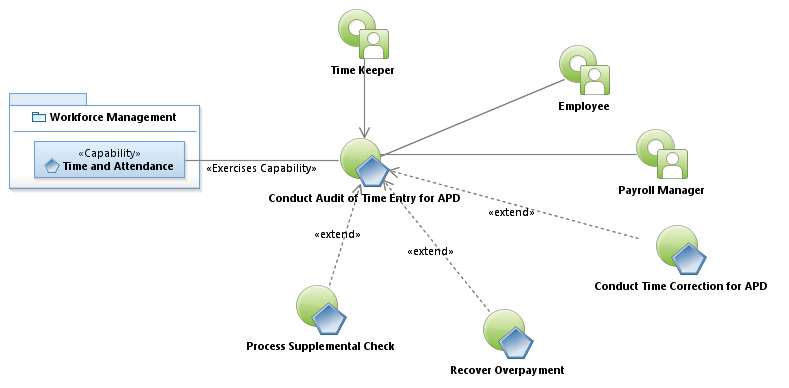 Time Keeper
Employee
Workforce Management
«Capability»
Time and Attendance
«Exercises Capability»
Payroll Manager
Conduct Audit of Time Entry for APD
«extend»
«extend»
«extend»
Conduct Time Correction for APD
Process Supplemental Check
Recover Overpayment